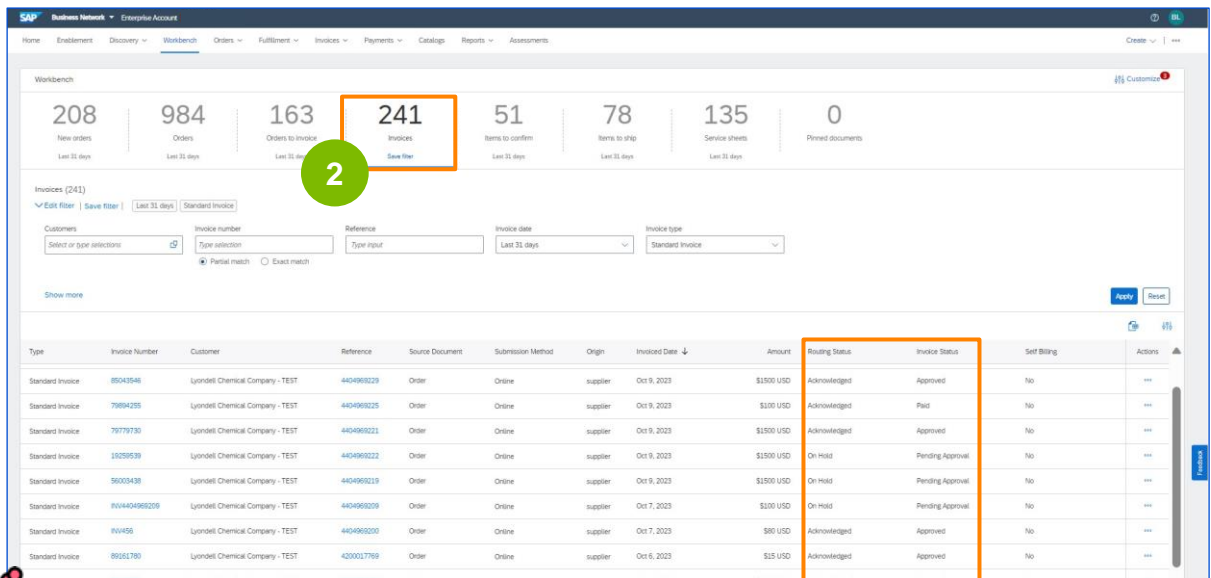 SAP Business Network Enterprise Account BL
Home Enablement Discovery Workbench Orders Fulfillment Invoices Payments Catalogs Reports Assessments Create
Workbench Customize 3
208 984 163 241 51 78 135 0
New orders Orders Orders to invoice Invoices Items to confirm Items to ship Service sheets Pinned documents
Last 31 days Last 31 days Save filter Last 31 days Last 31 days Last 31 days
2
Invoices (241)
Edit filter | Save filter | Last 31 days Standard Invoice
Customers Invoice number Reference Invoice date Invoice type
Select or type selections Type selection Type input Last 31 days Standard Invoice
Partial match Exact match
Show more Apply Reset
Type Invoice Number Customer Reference Source Document Submission Method Origin Invoiced Date ↓ Amount Routing Status Invoice Status Self Billing Actions
Standard Invoice 85043546 Lyondell Chemical Company - TEST 4404969229 Order Online supplier Oct 9, 2023 $1500 USD Acknowledged Approved No
Standard Invoice 79894255 Lyondell Chemical Company - TEST 4404969225 Order Online supplier Oct 9, 2023 $100 USD Acknowledged Paid No
Standard Invoice 79779730 Lyondell Chemical Company - TEST 4404969221 Order Online supplier Oct 9, 2023 $1500 USD Acknowledged Approved No
Standard Invoice 19259539 Lyondell Chemical Company - TEST 4404969222 Order Online supplier Oct 9, 2023 $1500 USD On Hold Pending Approval No
Standard Invoice 56003438 Lyondell Chemical Company - TEST 4404969219 Order Online supplier Oct 9, 2023 $1500 USD On Hold Pending Approval No
Standard Invoice INV4404969209 Lyondell Chemical Company - TEST 4404969209 Order Online supplier Oct 7, 2023 $100 USD On Hold Pending Approval No
Standard Invoice INV456 Lyondell Chemical Company - TEST 4404969200 Order Online supplier Oct 7, 2023 $80 USD Acknowledged Approved No
Standard Invoice 89161780 Lyondell Chemical Company - TEST 4200017769 Order Online supplier Oct 6, 2023 $15 USD Acknowledged Approved No
Feedback